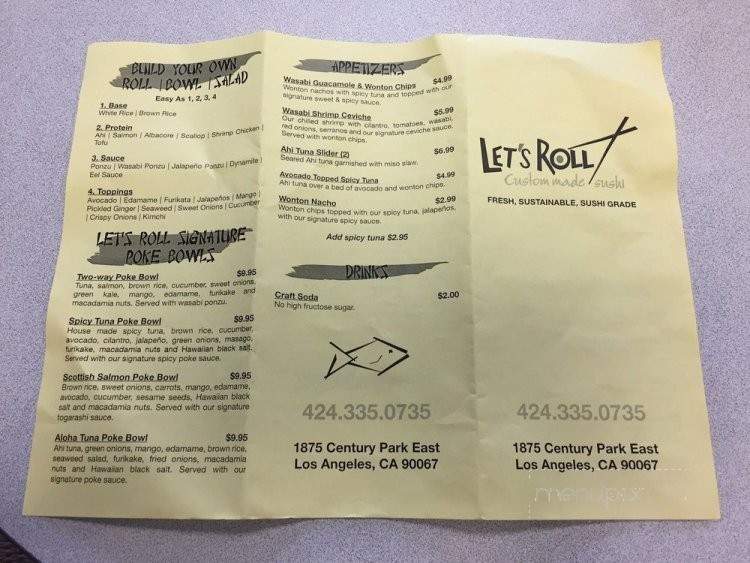 BUILD YOUR OWN
ROLL | BOWL | SALAD
Easy As 1, 2, 3, 4
1. Base
White Rice | Brown Rice
2. Protein
Ahi | Salmon | Albacore | Scallop | Shrimp Chicken |
Tofu
3. Sauce
Ponzu | Wasabi Ponzu | Jalapeño Ponzu | Dynamite |
Eel Sauce
4. Toppings
Avocado | Edamame | Furikata | Jalapeños | Mango |
Pickled Ginger | Seaweed | Sweet Onions | Cucumber
| Crispy Onions | Kimchi
LET'S ROLL SIGNATURE
POKE BOWLS
Two-way Poke Bowl $9.95
Tuna, salmon, brown rice, cucumber, sweet onions,
green kale, mango, edamame, furikake and
macadamia nuts. Served with wasabi ponzu.
Spicy Tuna Poke Bowl $9.95
House made spicy tuna, brown rice, cucumber,
avocado, cilantro, jalapeño, green onions, masago,
furikake, macadamia nuts and Hawaiian black salt.
Served with our signature spicy poke sauce.
Scottish Salmon Poke Bowl $9.95
Brown rice, sweet onions, carrots, mango, edamame,
avocado, cucumber, sesame seeds, Hawaiian black
salt and macadamia nuts. Served with our signature
togarashi sauce.
Aloha Tuna Poke Bowl $9.95
Ahi tuna, green onions, mango, edamame, brown rice,
seaweed salad, furikake, fried onions, macadamia
nuts and Hawaiian black salt. Served with our
signature poke sauce.
APPETIZERS
Wasabi Guacamole & Wonton Chips $4.99
Wonton nachos with spicy tuna and topped with our
signature sweet & spicy sauce.
Wasabi Shrimp Ceviche $5.99
Our chilled shrimp with cilantro, tomatoes, wasabi,
red onions, serranos and our signature ceviche sauce.
Served with wonton chips.
Ahi Tuna Slider (2) $6.99
Seared Ahi tuna garnished with miso slaw.
Avocado Topped Spicy Tuna $4.99
Ahi tuna over a bed of avocado and wonton chips.
Wonton Nacho $2.99
Wonton chips topped with our spicy tuna, jalapeños,
with our signature spicy sauce.
Add spicy tuna $2.95
DRINKS
Craft Soda $2.00
No high fructose sugar.
424.335.0735
1875 Century Park East
Los Angeles, CA 90067
LET'S ROLL
Custom made sushi
FRESH, SUSTAINABLE, SUSHI GRADE
424.335.0735
1875 Century Park East
Los Angeles, CA 90067
menupix